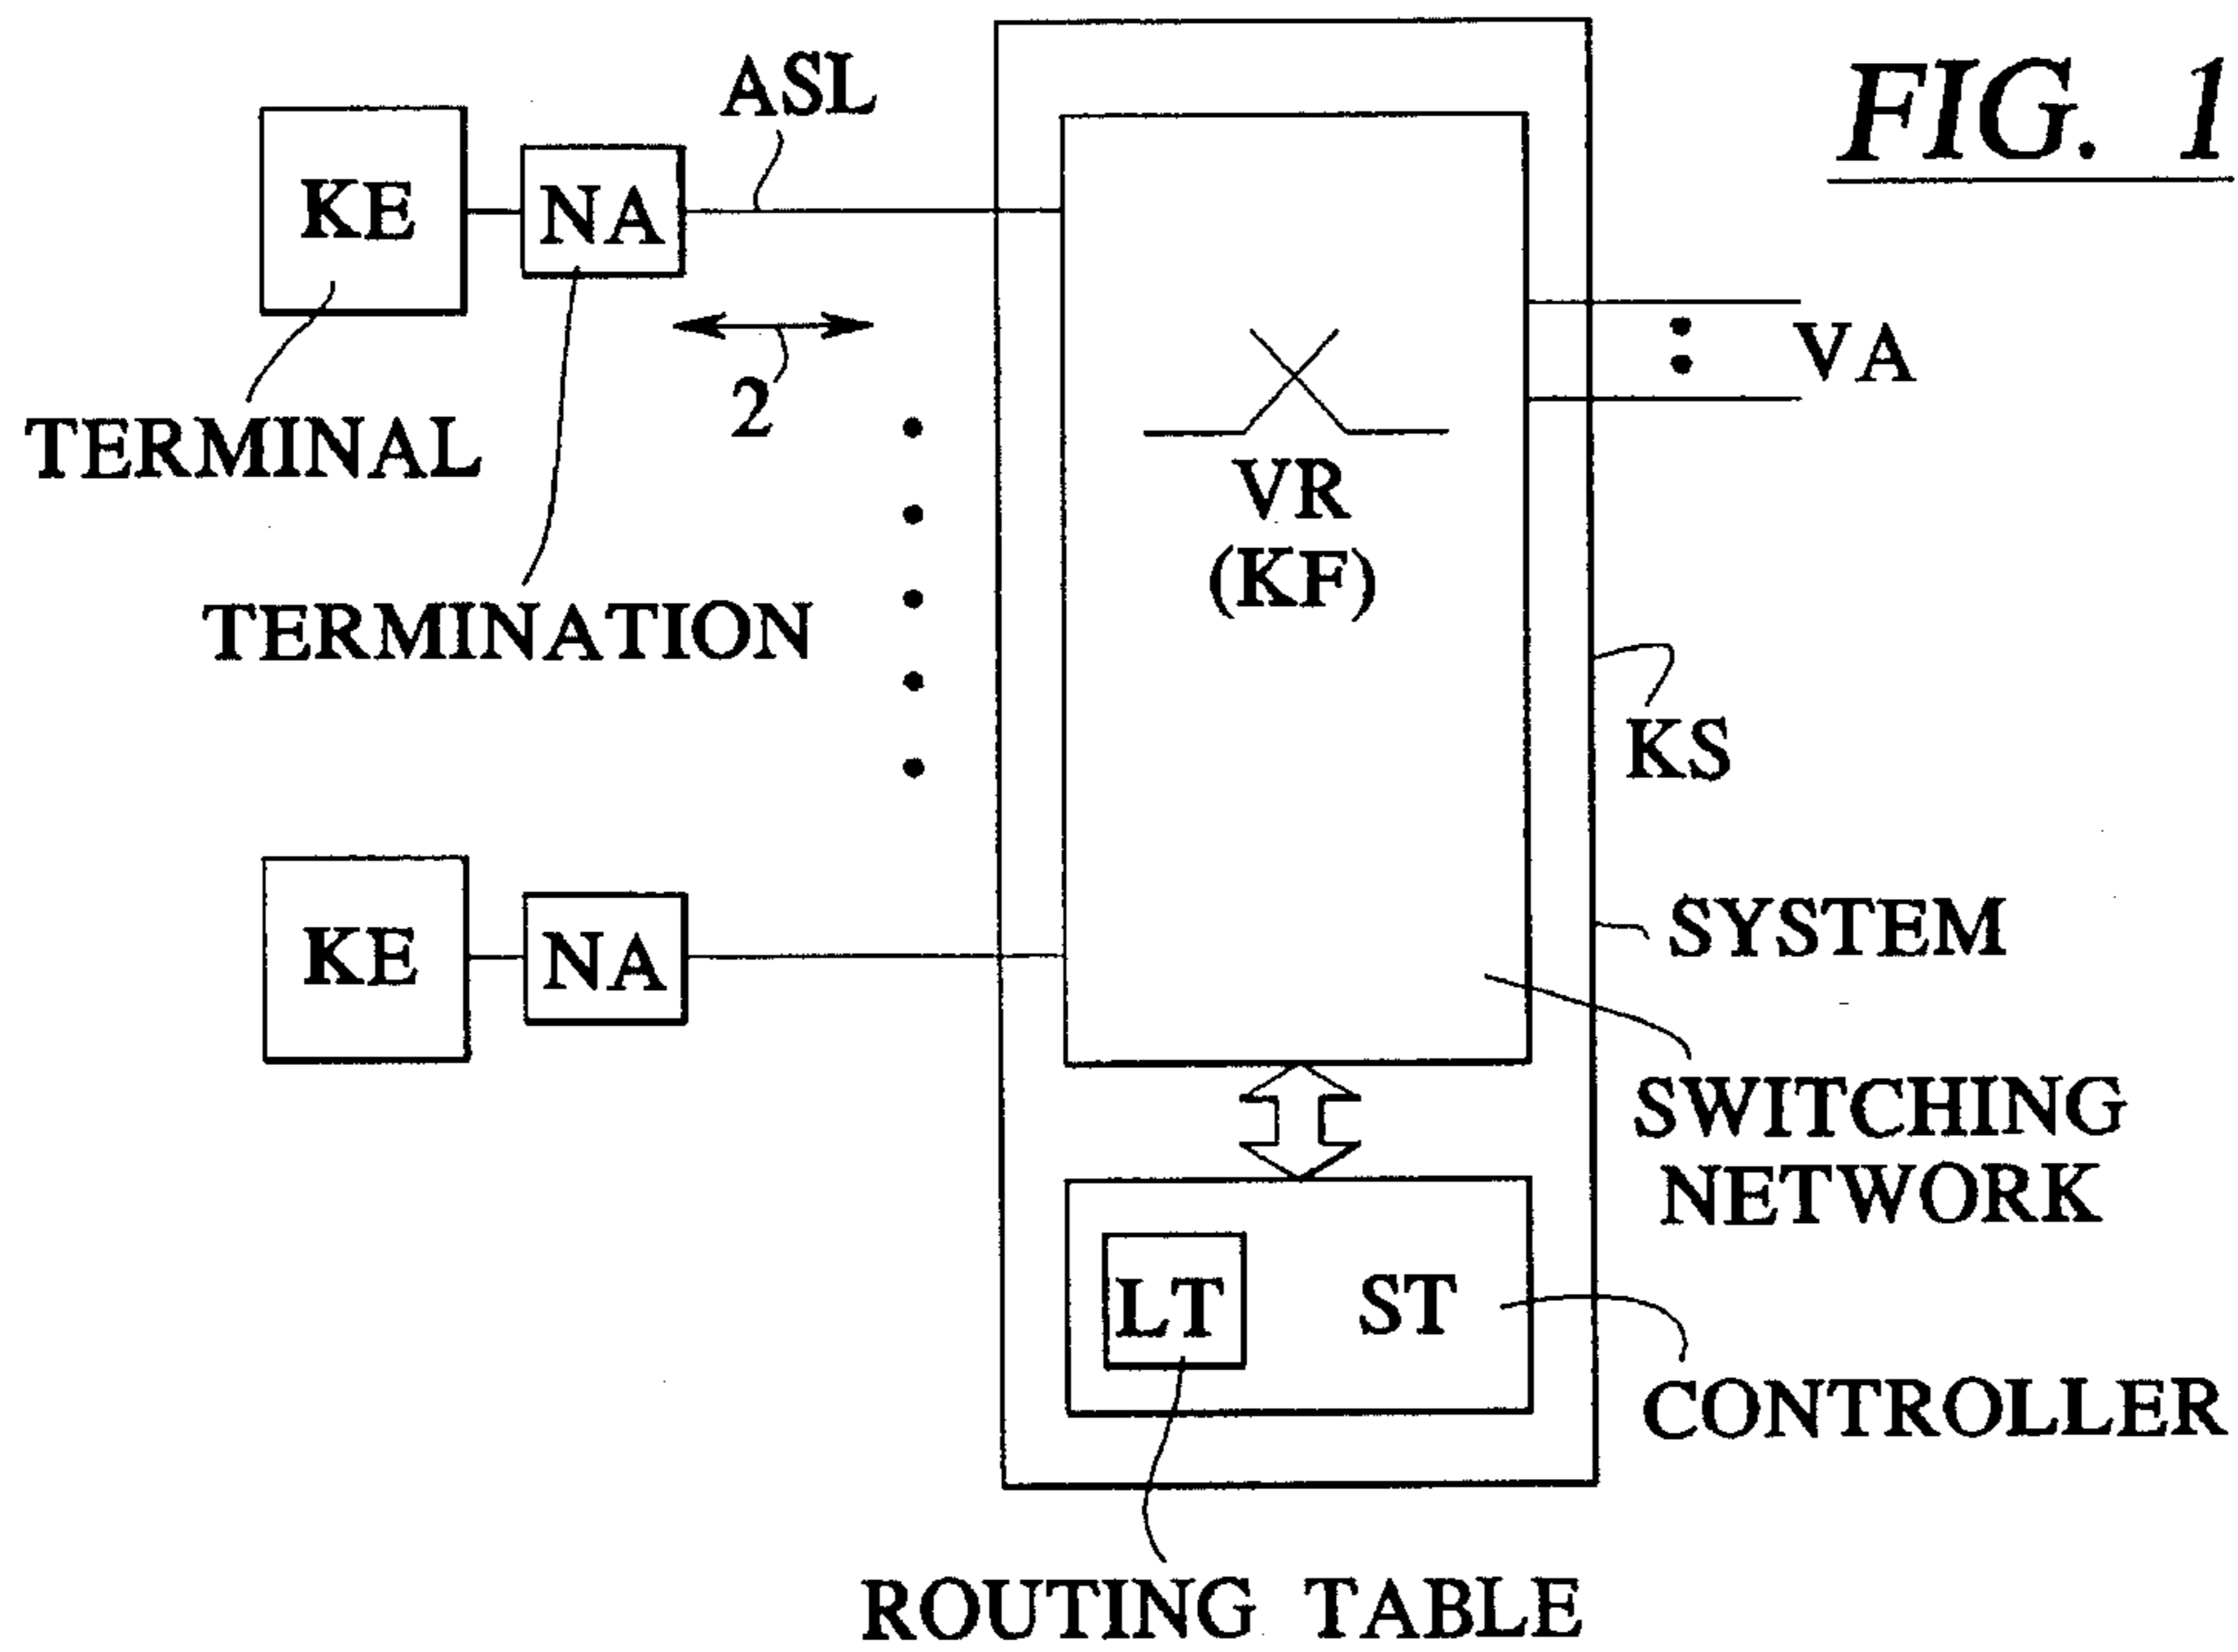 FIG. 1
ASL
KE
NA
2
VA
TERMINAL
VR
(KF)
TERMINATION
KS
KE
NA
SYSTEM
SWITCHING
NETWORK
LT
ST
CONTROLLER
ROUTING TABLE